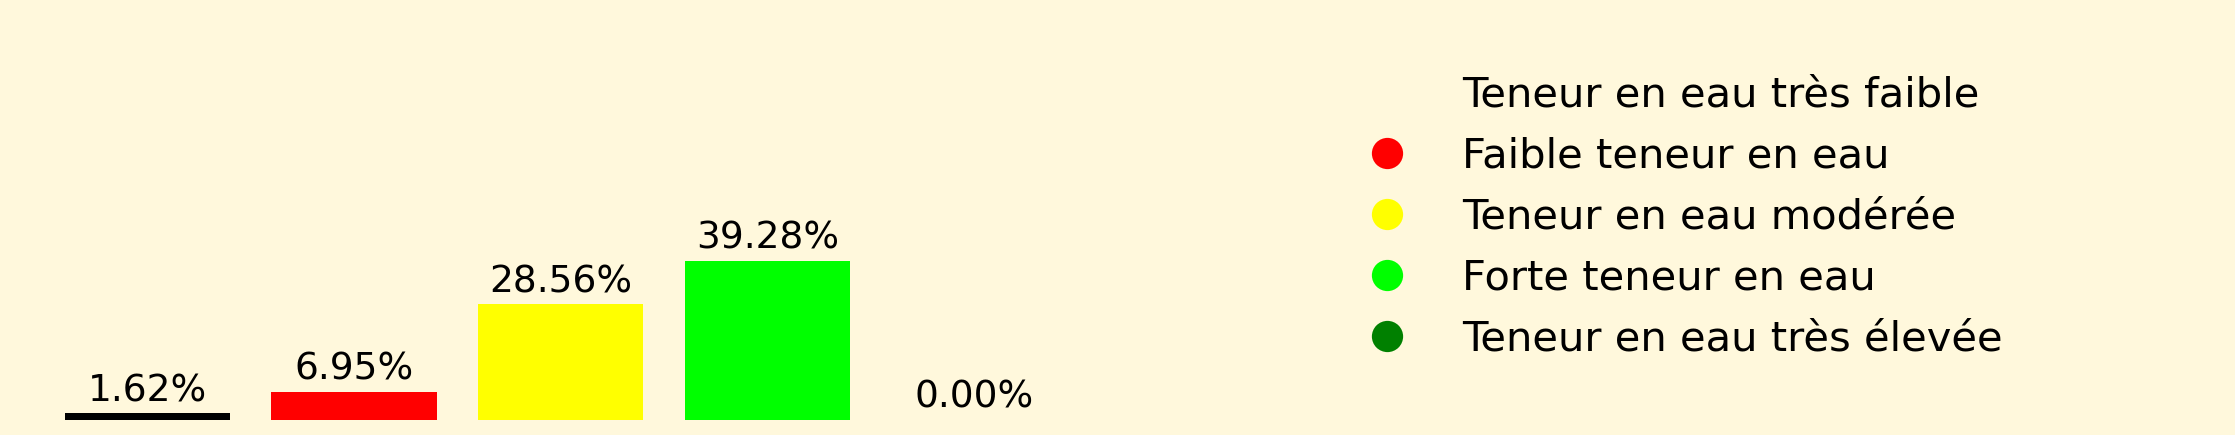 1.62%
6.95%
28.56%
39.28%
0.00%
Teneur en eau très faible
Faible teneur en eau
Teneur en eau modérée
Forte teneur en eau
Teneur en eau très élevée